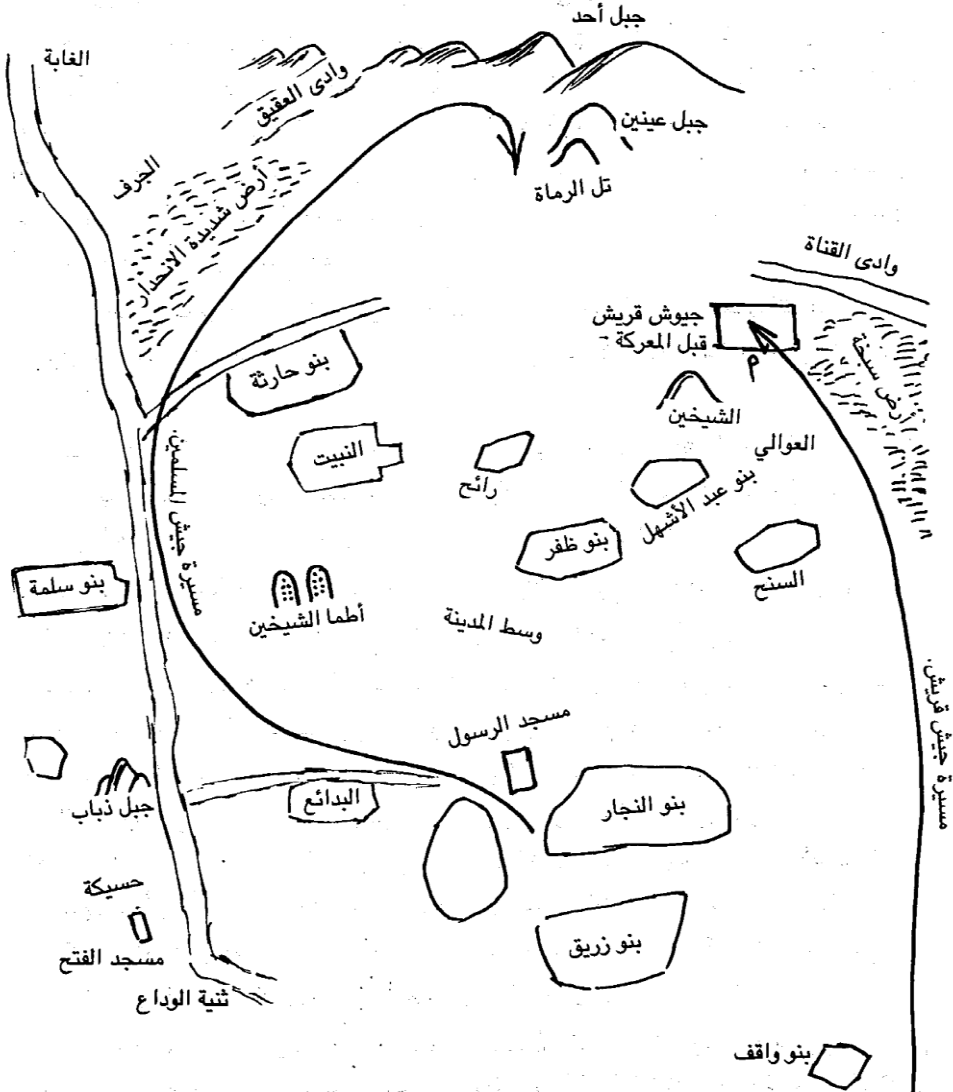 جبل أحد
الغابة
وادى العقيق
جبل عينين
تل الرماة
الجرف
أرض شديدة الانحدار
وادى القناة
جيوش قريش
قبل المعركة
م
أرض سبخة
بنو حارثة
الشيخين
العوالي
النبيت
رائح
بنو عبد الأشهل
مسيرة جيش المسلمين.
بنو ظفر
السنح
بنو سلمة
أطما الشيخين
وسط المدينة
مسيرة جيش قريش.
مسجد الرسول
بنو النجار
البدائع
جبل ذباب
حسيكة
مسجد الفتح
بنو زريق
ثنية الوداع
بنو واقف